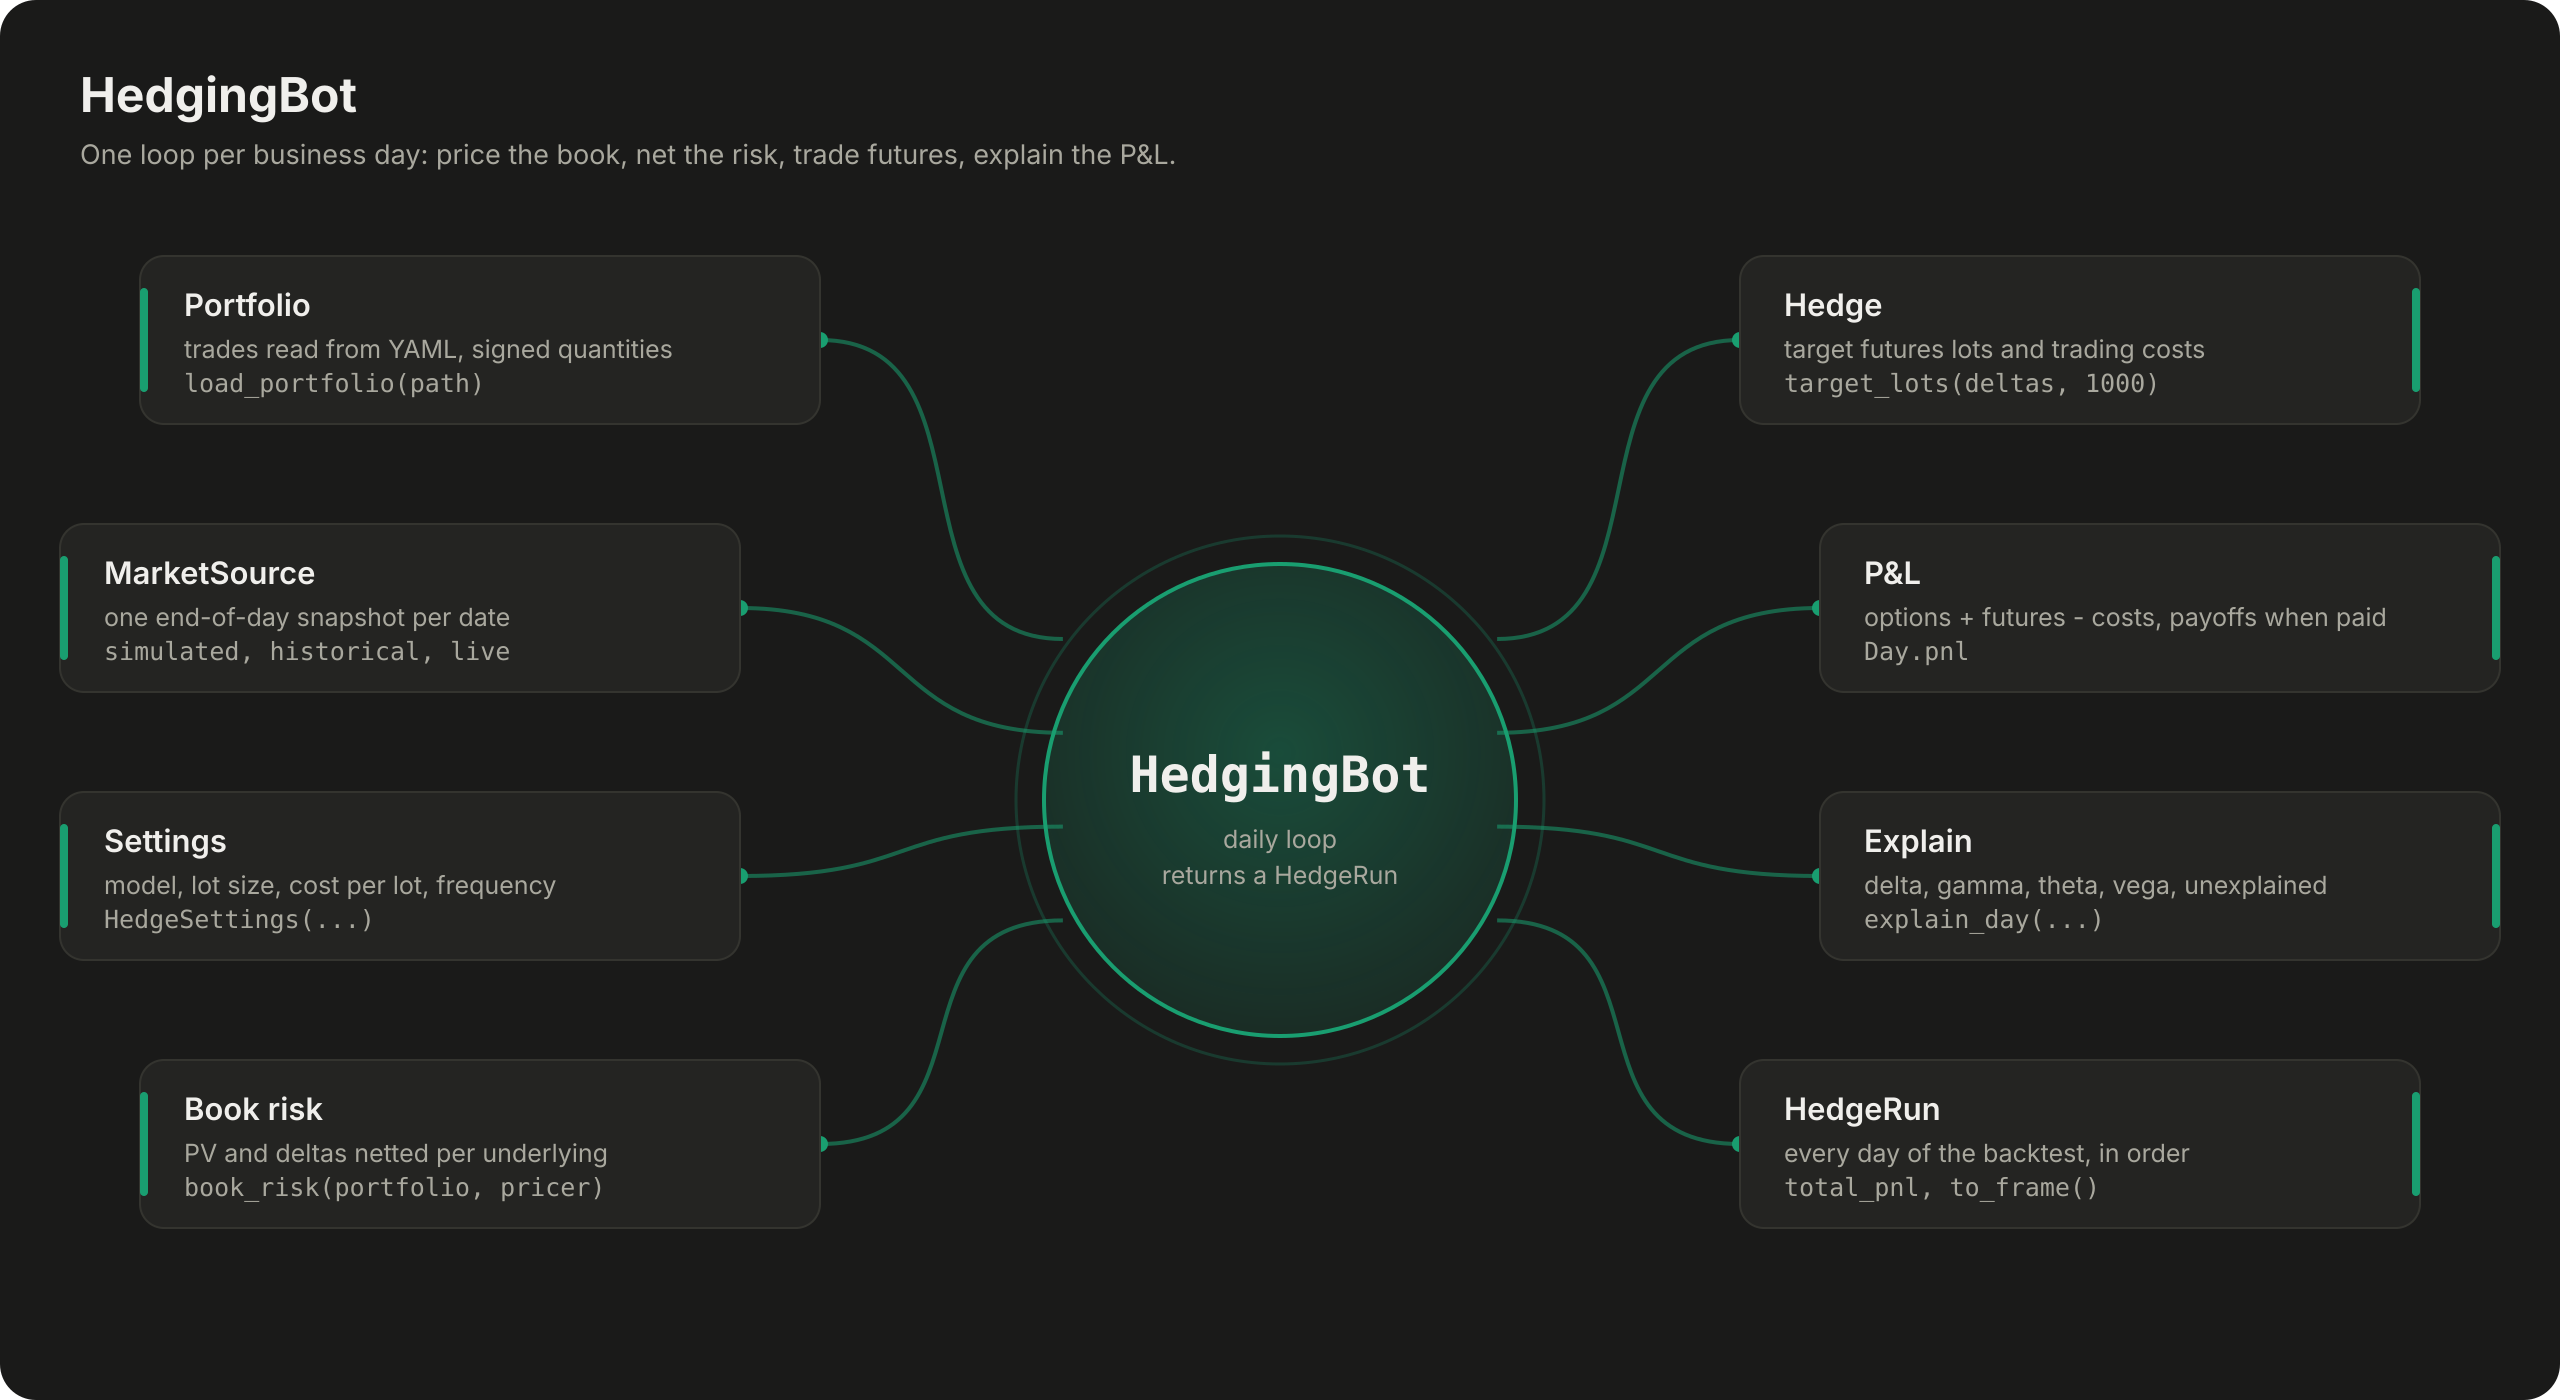 HedgingBot
One loop per business day: price the book, net the risk, trade futures, explain the P&L.
Portfolio
trades read from YAML, signed quantities
load_portfolio(path)
MarketSource
one end-of-day snapshot per date
simulated, historical, live
Settings
model, lot size, cost per lot, frequency
HedgeSettings(...)
Book risk
PV and deltas netted per underlying
book_risk(portfolio, pricer)
HedgingBot
daily loop
returns a HedgeRun
Hedge
target futures lots and trading costs
target_lots(deltas, 1000)
P&L
options + futures - costs, payoffs when paid
Day.pnl
Explain
delta, gamma, theta, vega, unexplained
explain_day(...)
HedgeRun
every day of the backtest, in order
total_pnl, to_frame()